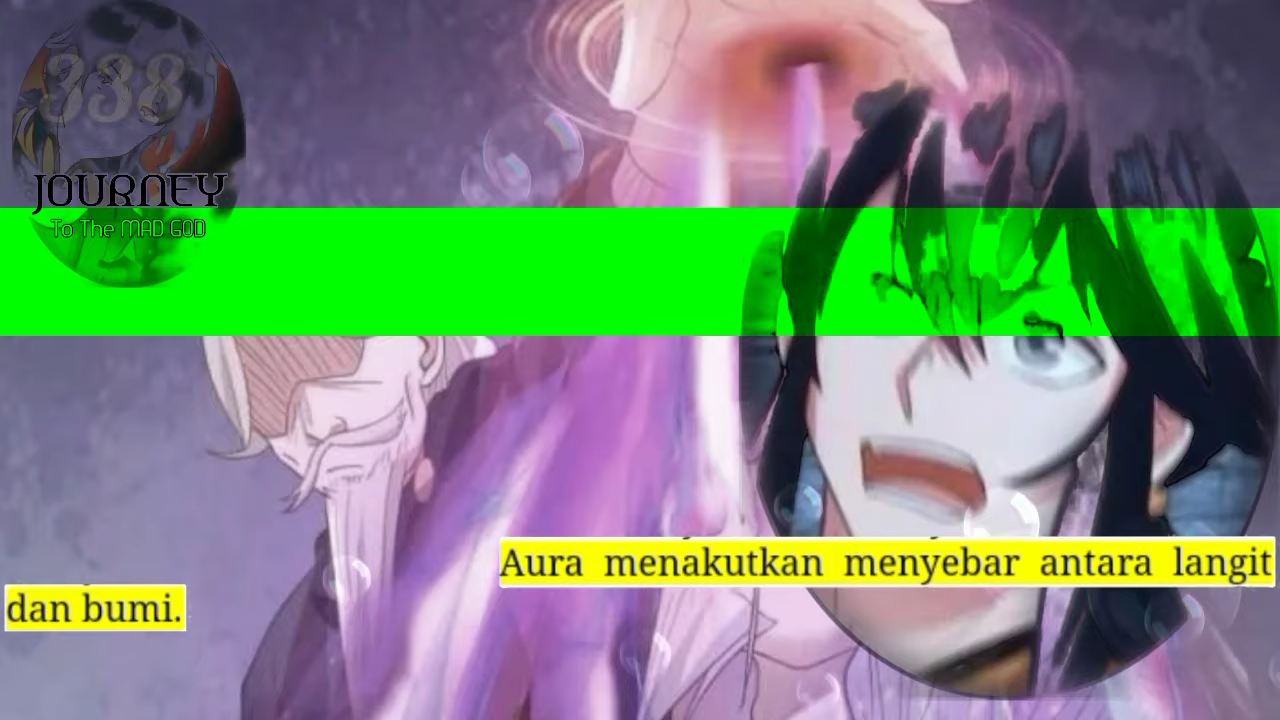 338
JOURNEY
To The MAD GOD
Aura menakutkan menyebar antara langit
dan bumi.